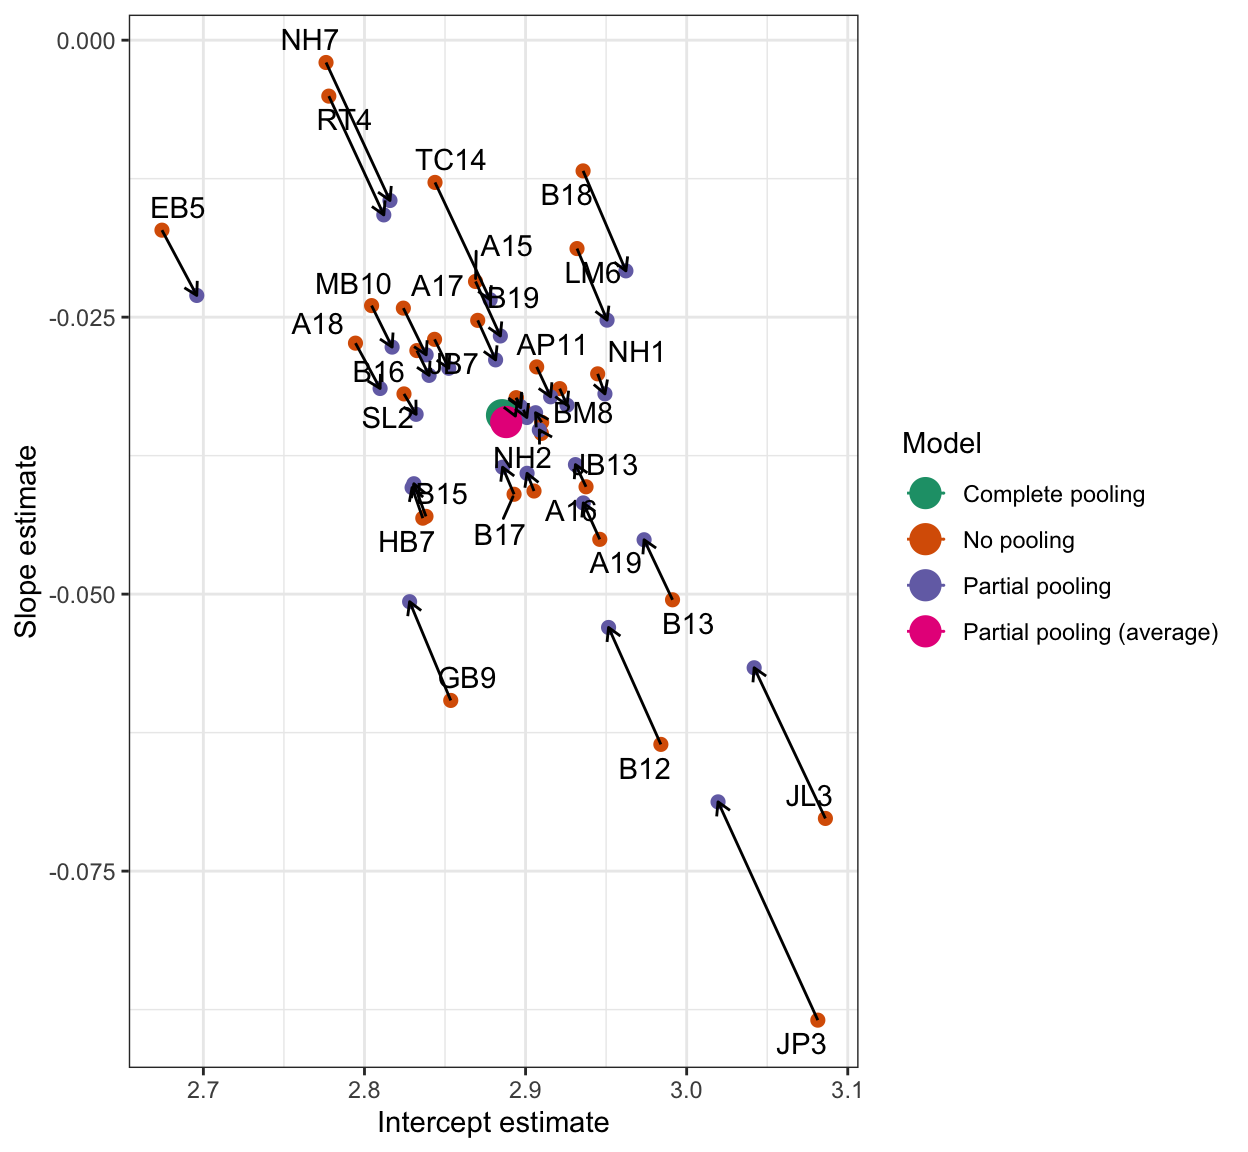 0.000
-0.025
-0.050
-0.075
Slope estimate
NH7
RT4
TC14
B18
EB5
A15
LM6
MB10
A17
B19
A18
AP11
NH1
B16
JB7
SL2
BM8
NH2
JB13
B15
A16
HB7
B17
A19
B13
GB9
B12
JL3
JP3
2.7
2.8
2.9
3.0
3.1
Intercept estimate
Model
Complete pooling
No pooling
Partial pooling
Partial pooling (average)